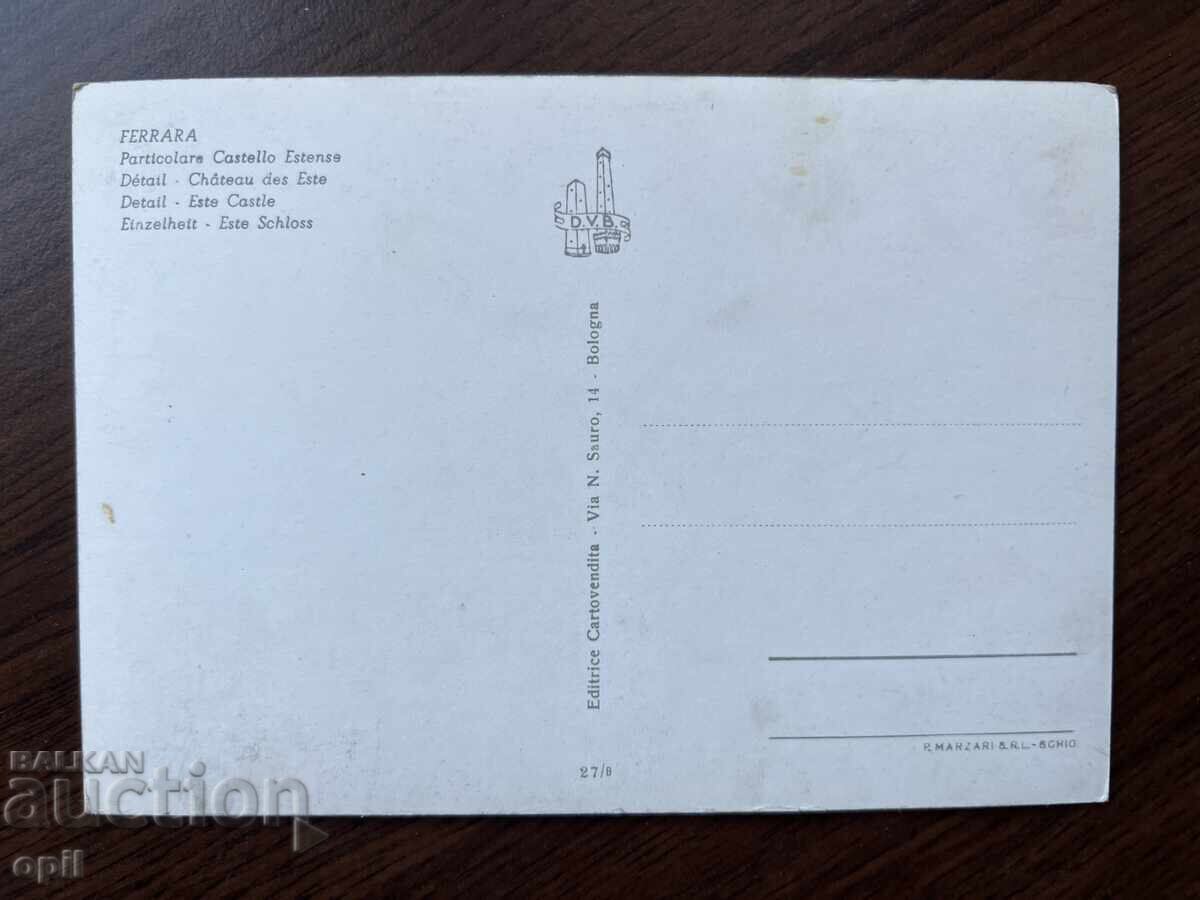 FERRARA
Particolare Castello Estense
Détail - Château des Este
Detail - Este Castle
Einzelheit - Este Schloss
D.V.B.
Editrice Cartovendita - Via N. Sauro, 14 - Bologna
P. MARZARI S.R.L. - SCHIO
27/B
BALKAN
auction
opil